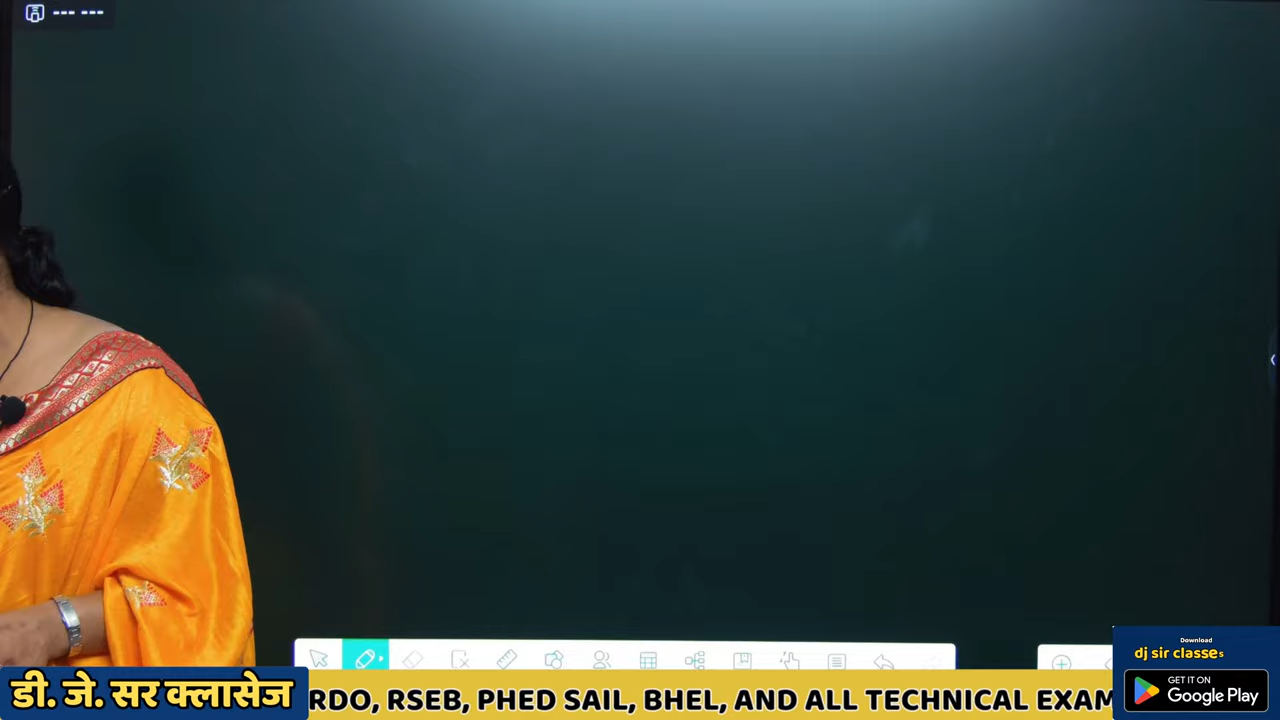 डी. जे. सर क्लासेज
RDO, RSEB, PHED SAIL, BHEL, AND ALL TECHNICAL EXAM
Download
dj sir classes
GET IT ON
Google Play